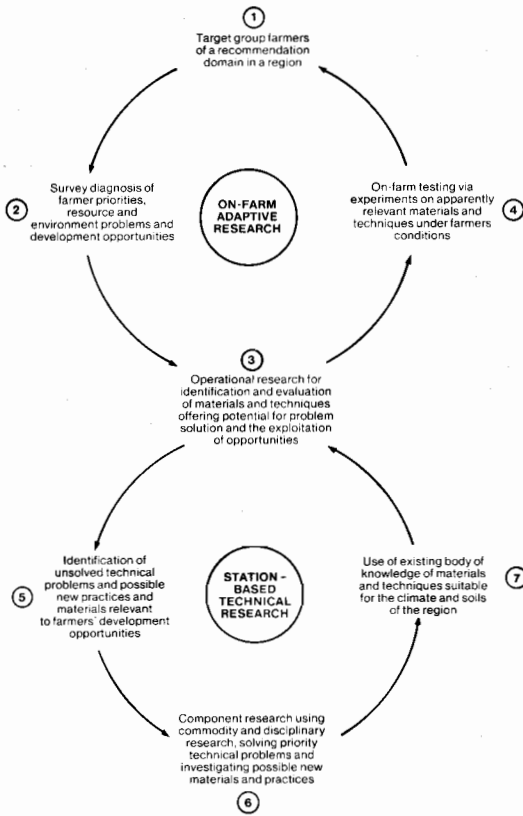 1
Target group farmers
of a recommendation
domain in a region
2
Survey diagnosis of
farmer priorities,
resource and
environment problems and
development opportunities
ON-FARM
ADAPTIVE
RESEARCH
On-farm testing via
experiments on apparently
relevant materials and
techniques under farmers
conditions
4
3
Operational research for
identification and evaluation
of materials and techniques
offering potential for problem
solution and the exploitation
of opportunities
5
Identification of
unsolved technical
problems and possible
new practices and
materials relevant
to farmers' development
opportunities
STATION -
BASED
TECHNICAL
RESEARCH
Use of existing body of
knowledge of materials
and techniques suitable
for the climate and soils
of the region
7
Component research using
commodity and disciplinary
research, solving priority
technical problems and
investigating possible new
materials and practices
6